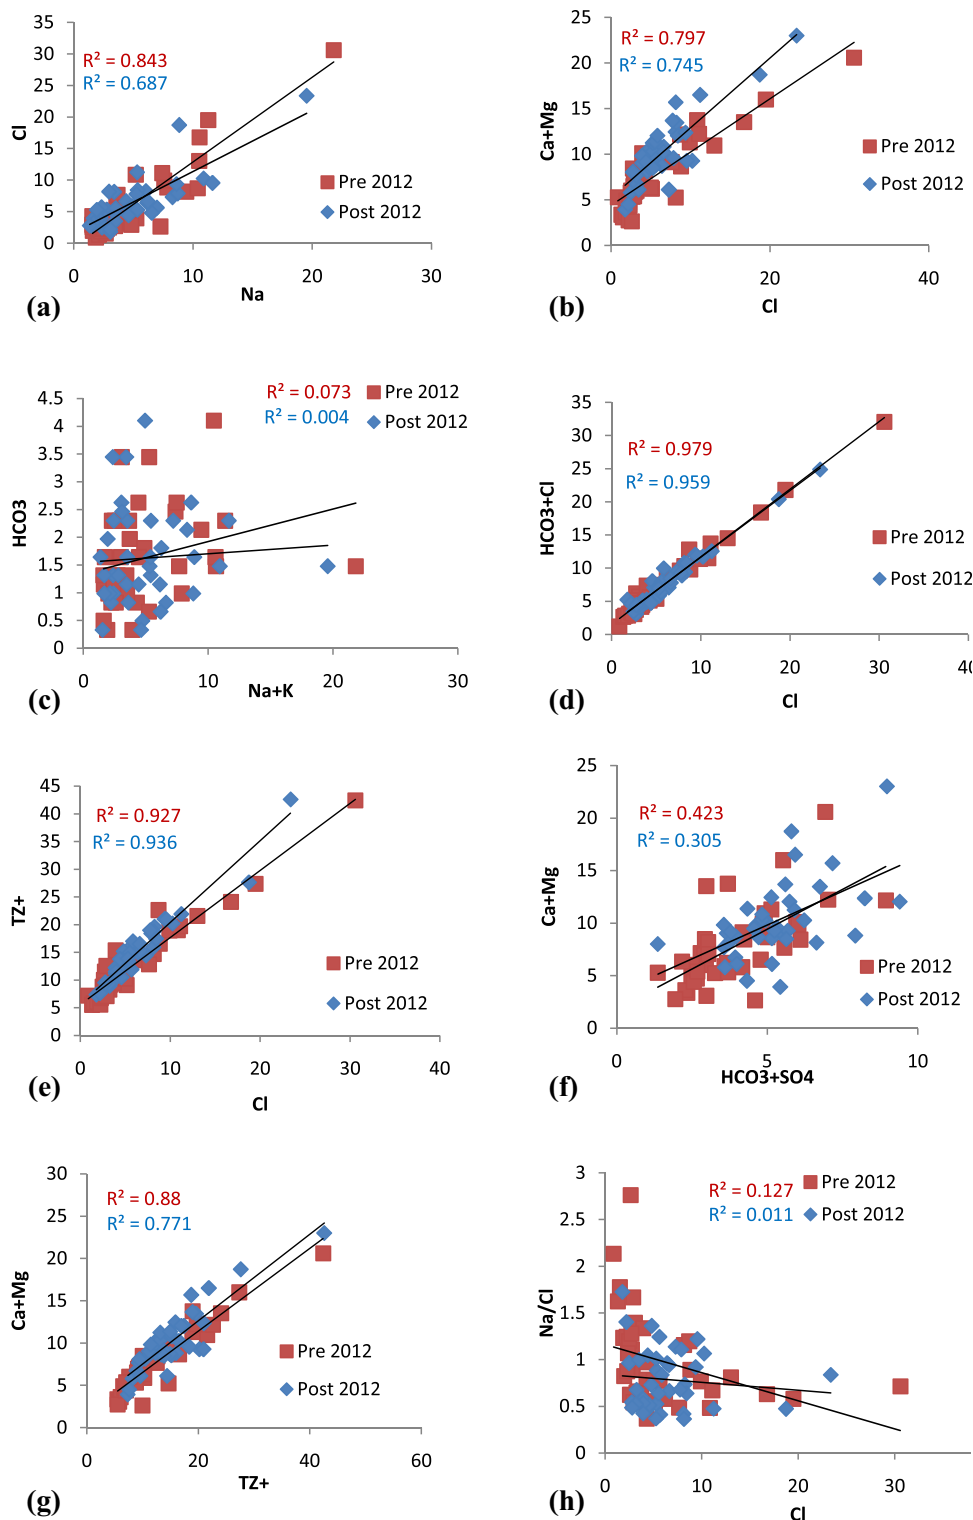 35
30
25
20
15
10
5
0
Cl
R² = 0.843
R² = 0.687
Pre 2012
Post 2012
0 10 20 30
Na
(a)
25
20
15
10
5
0
Ca+Mg
R² = 0.797
R² = 0.745
Pre 2012
Post 2012
0 20 40
Cl
(b)
4.5
4
3.5
3
2.5
2
1.5
1
0.5
0
HCO3
R² = 0.073
R² = 0.004
Pre 2012
Post 2012
0 10 20 30
Na+K
(c)
35
30
25
20
15
10
5
0
HCO3+Cl
R² = 0.979
R² = 0.959
Pre 2012
Post 2012
0 10 20 30 40
Cl
(d)
45
40
35
30
25
20
15
10
5
0
TZ+
R² = 0.927
R² = 0.936
Pre 2012
Post 2012
0 10 20 30 40
Cl
(e)
25
20
15
10
5
0
Ca+Mg
R² = 0.423
R² = 0.305
Pre 2012
Post 2012
0 5 10
HCO3+SO4
(f)
30
25
20
15
10
5
0
Ca+Mg
R² = 0.88
R² = 0.771
Pre 2012
Post 2012
0 20 40 60
TZ+
(g)
3
2.5
2
1.5
1
0.5
0
Na/Cl
R² = 0.127
R² = 0.011
Pre 2012
Post 2012
0 10 20 30
Cl
(h)